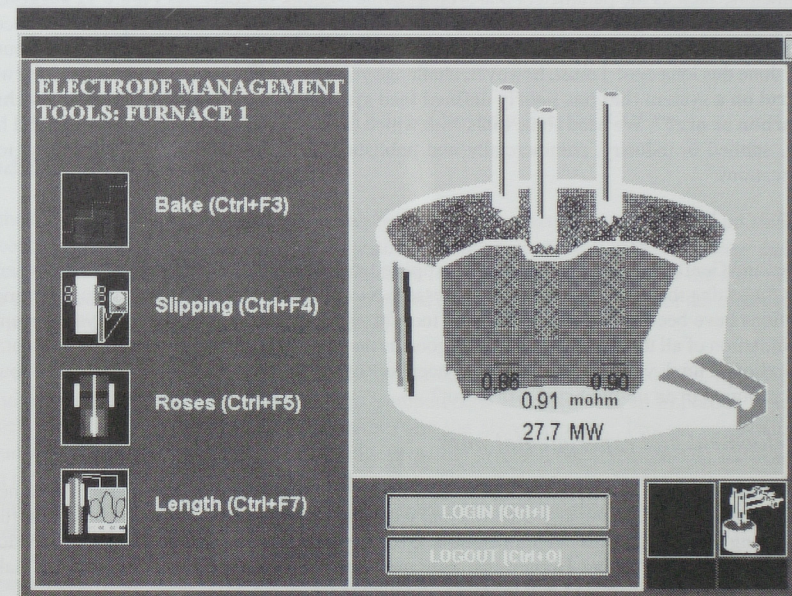 ELECTRODE MANAGEMENT
TOOLS: FURNACE 1
Bake (Ctrl+F3)
Slipping (Ctrl+F4)
Roses (Ctrl+F5)
Length (Ctrl+F7)
0.86 0.90
0.91 mohm
27.7 MW
LOGIN (Ctrl+I)
LOGOUT (Ctrl+O)